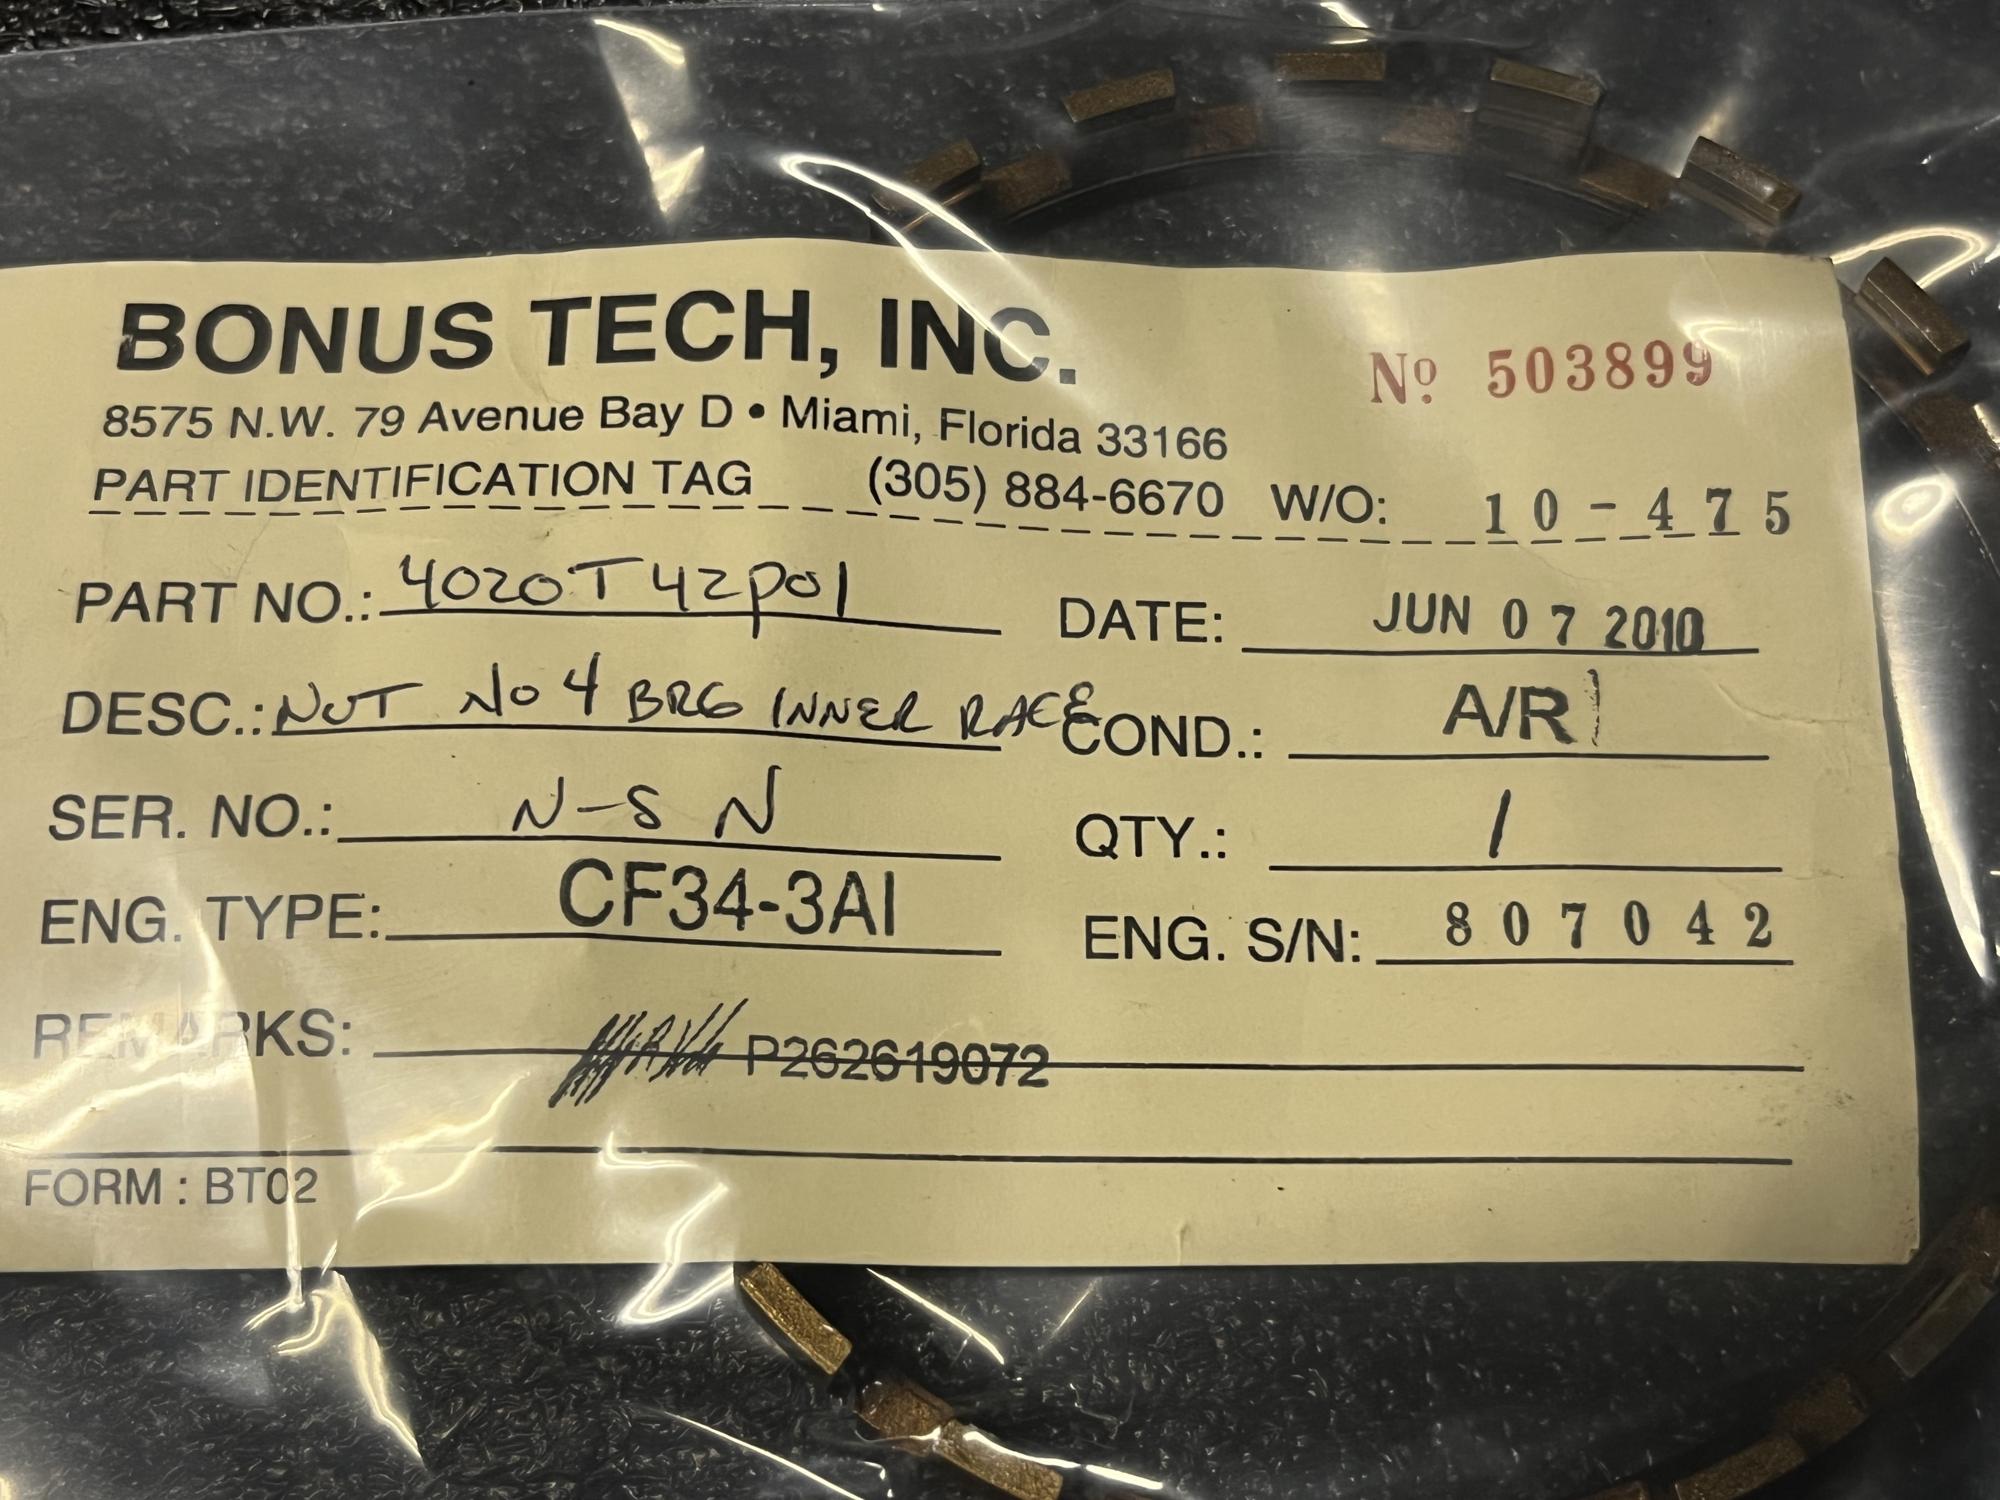 BONUS TECH, INC.
Nº 503899
8575 N.W. 79 Avenue Bay D • Miami, Florida 33166
PART IDENTIFICATION TAG (305) 884-6670 W/O: 10-475
PART NO.: 4020T42P01 DATE: JUN 07 2010
DESC.: NUT No 4 BRG INNER RACE COND.: A/R
SER. NO.: N-S N QTY.: 1
ENG. TYPE: CF34-3A1 ENG. S/N: 807042
REMARKS: P262619072
FORM : BT02